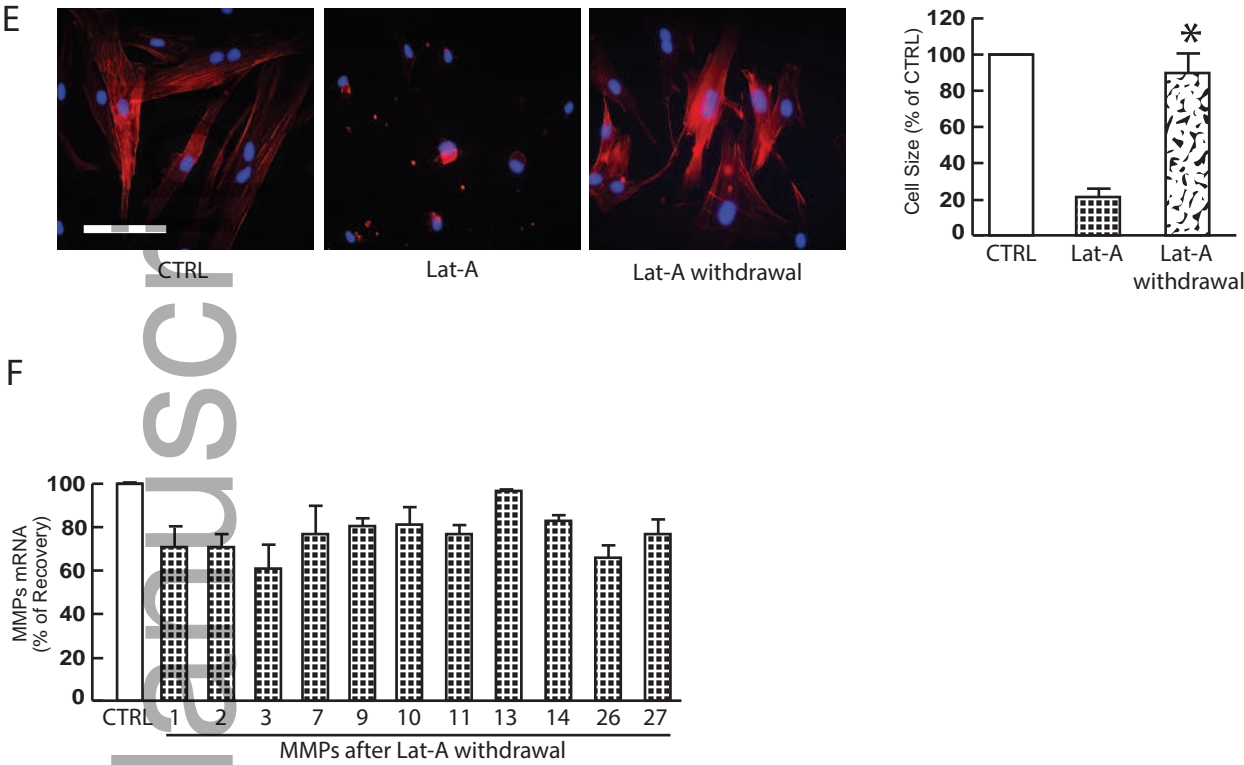 E
CTRL
Lat-A
Lat-A withdrawal
Cell Size (% of CTRL)
120
100
80
60
40
20
0
*
CTRL
Lat-A
Lat-A
withdrawal
F
MMPs mRNA
(% of Recovery)
100
80
60
40
20
0
CTRL 1 2 3 7 9 10 11 13 14 26 27
MMPs after Lat-A withdrawal
anuscr